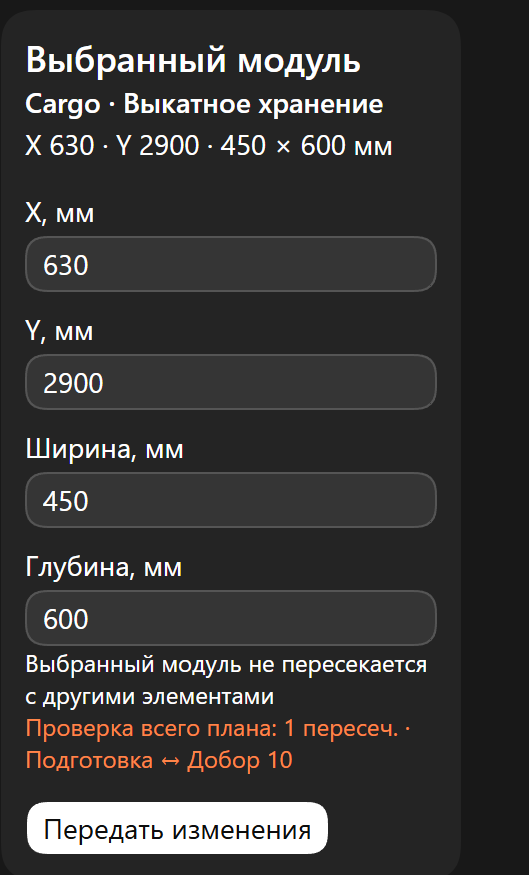 Выбранный модуль
Cargo · Выкатное хранение
X 630 · Y 2900 · 450 × 600 мм
X, мм
630
Y, мм
2900
Ширина, мм
450
Глубина, мм
600
Выбранный модуль не пересекается
с другими элементами
Проверка всего плана: 1 пересеч. ·
Подготовка ↔ Добор 10
Передать изменения